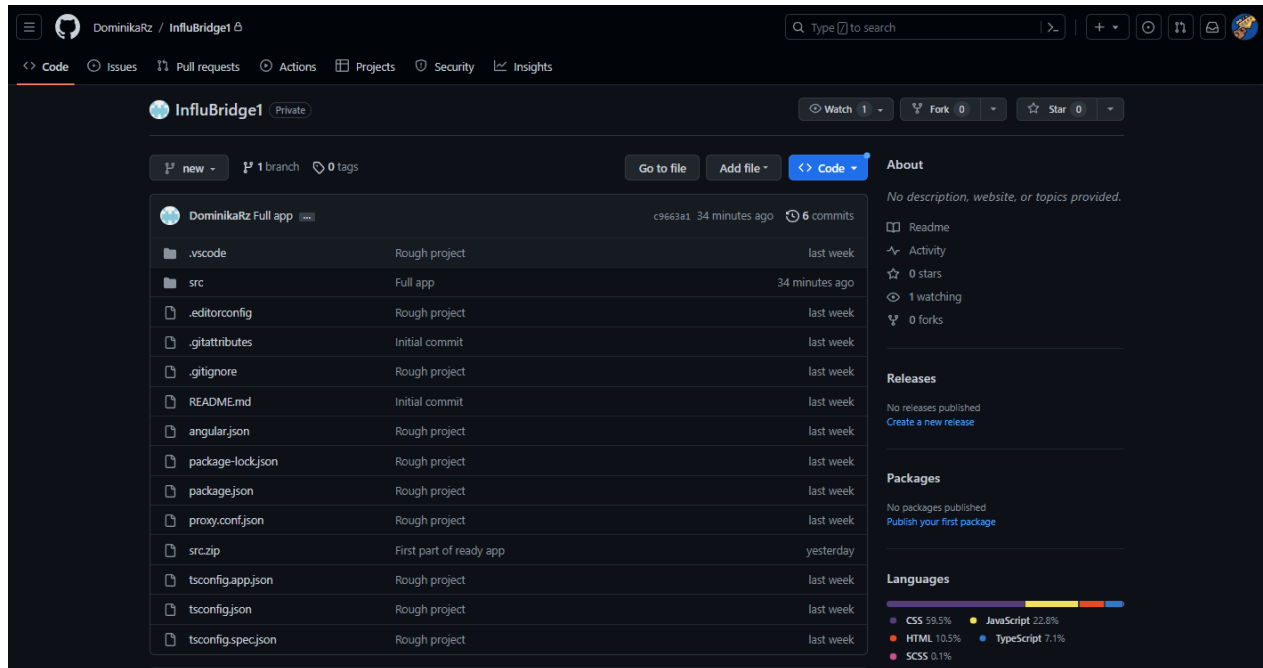 DominikaRz / InfluBridge1
Type / to search
Code Issues Pull requests Actions Projects Security Insights
InfluBridge1 Private
Watch 1 Fork 0 Star 0
new 1 branch 0 tags Go to file Add file Code
DominikaRz Full app ... c9663a1 34 minutes ago 6 commits
.vscode Rough project last week
src Full app 34 minutes ago
.editorconfig Rough project last week
.gitattributes Initial commit last week
.gitignore Rough project last week
README.md Initial commit last week
angular.json Rough project last week
package-lock.json Rough project last week
package.json Rough project last week
proxy.conf.json Rough project last week
src.zip First part of ready app yesterday
tsconfig.app.json Rough project last week
tsconfig.json Rough project last week
tsconfig.spec.json Rough project last week
About
No description, website, or topics provided.
Readme
Activity
0 stars
1 watching
0 forks
Releases
No releases published
Create a new release
Packages
No packages published
Publish your first package
Languages
CSS 59.5% JavaScript 22.8%
HTML 10.5% TypeScript 7.1%
SCSS 0.1%